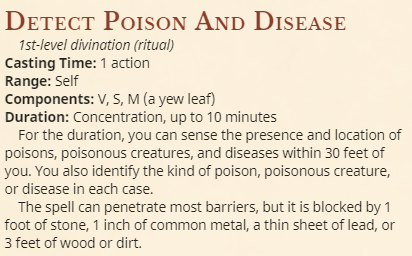 Detect Poison And Disease
1st-level divination (ritual)
Casting Time: 1 action
Range: Self
Components: V, S, M (a yew leaf)
Duration: Concentration, up to 10 minutes
For the duration, you can sense the presence and location of
poisons, poisonous creatures, and diseases within 30 feet of
you. You also identify the kind of poison, poisonous creature,
or disease in each case.
The spell can penetrate most barriers, but it is blocked by 1
foot of stone, 1 inch of common metal, a thin sheet of lead, or
3 feet of wood or dirt.